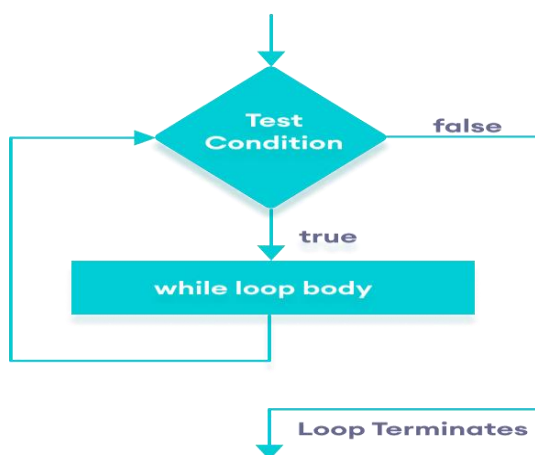 Test
Condition
false
true
while loop body
Loop Terminates